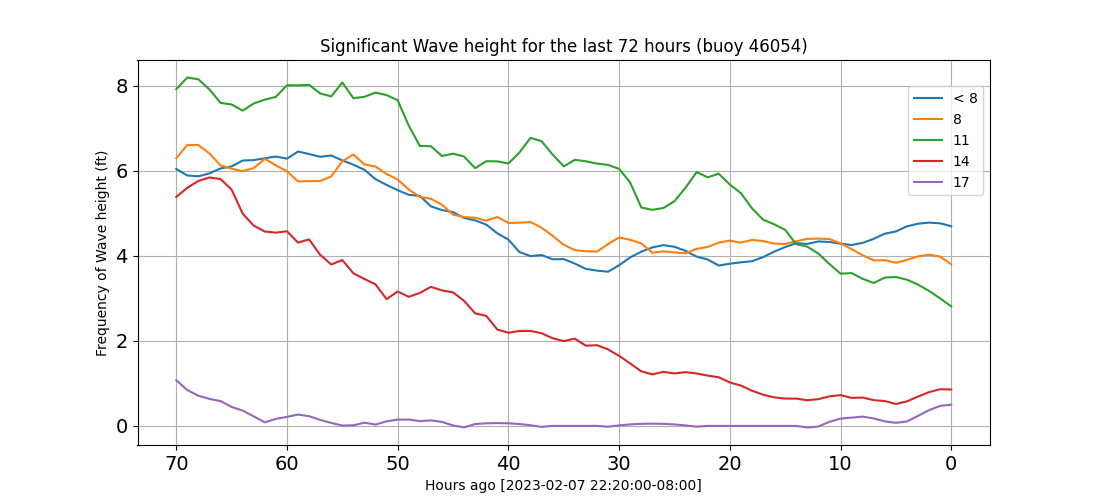 Significant Wave height for the last 72 hours (buoy 46054)
Frequency of Wave height (ft)
8
6
4
2
0
< 8
8
11
14
17
70 60 50 40 30 20 10 0
Hours ago [2023-02-07 22:20:00-08:00]